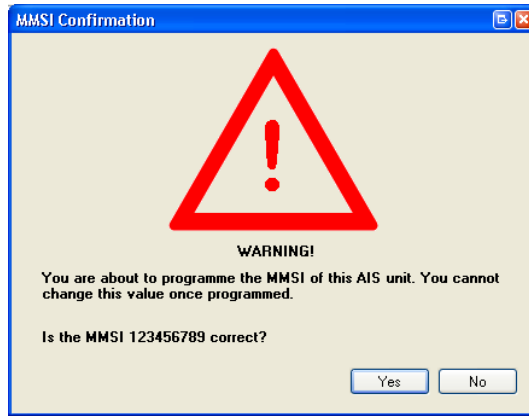 MMSI Confirmation
WARNING!
You are about to programme the MMSI of this AIS unit. You cannot
change this value once programmed.
Is the MMSI 123456789 correct?
Yes No